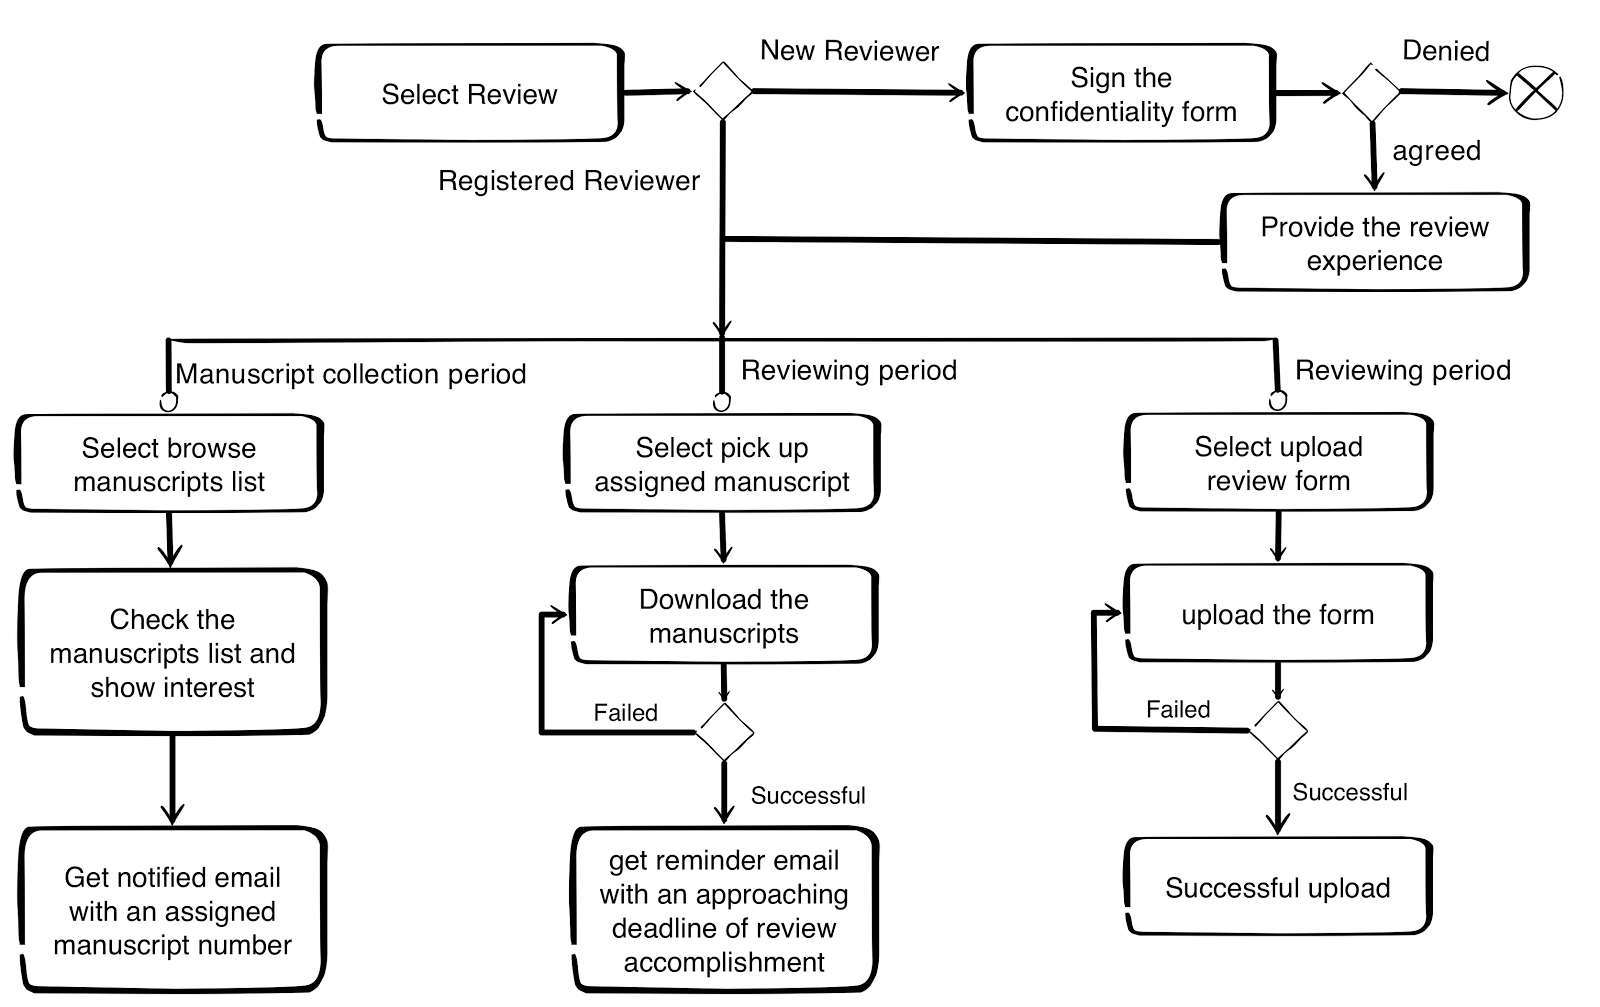 Select Review
New Reviewer
Sign the
confidentiality form
Denied
agreed
Registered Reviewer
Provide the review
experience
Manuscript collection period
Reviewing period
Reviewing period
Select browse
manuscripts list
Select pick up
assigned manuscript
Select upload
review form
Check the
manuscripts list and
show interest
Download the
manuscripts
upload the form
Failed
Failed
Successful
Successful
Get notified email
with an assigned
manuscript number
get reminder email
with an approaching
deadline of review
accomplishment
Successful upload